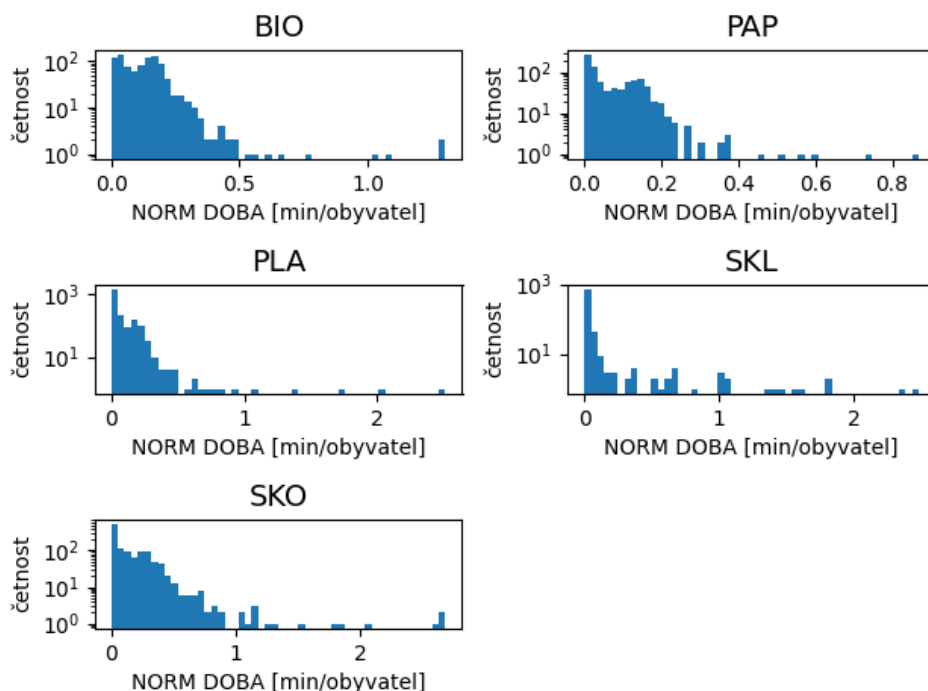 BIO
četnost
10² 10¹ 10⁰
0.0 0.5 1.0
NORM DOBA [min/obyvatel]
PAP
četnost
10² 10¹ 10⁰
0.0 0.2 0.4 0.6 0.8
NORM DOBA [min/obyvatel]
PLA
četnost
10³ 10¹
0 1 2
NORM DOBA [min/obyvatel]
SKL
četnost
10³ 10¹
0 1 2
NORM DOBA [min/obyvatel]
SKO
četnost
10² 10¹ 10⁰
0 1 2
NORM DOBA [min/obyvatel]